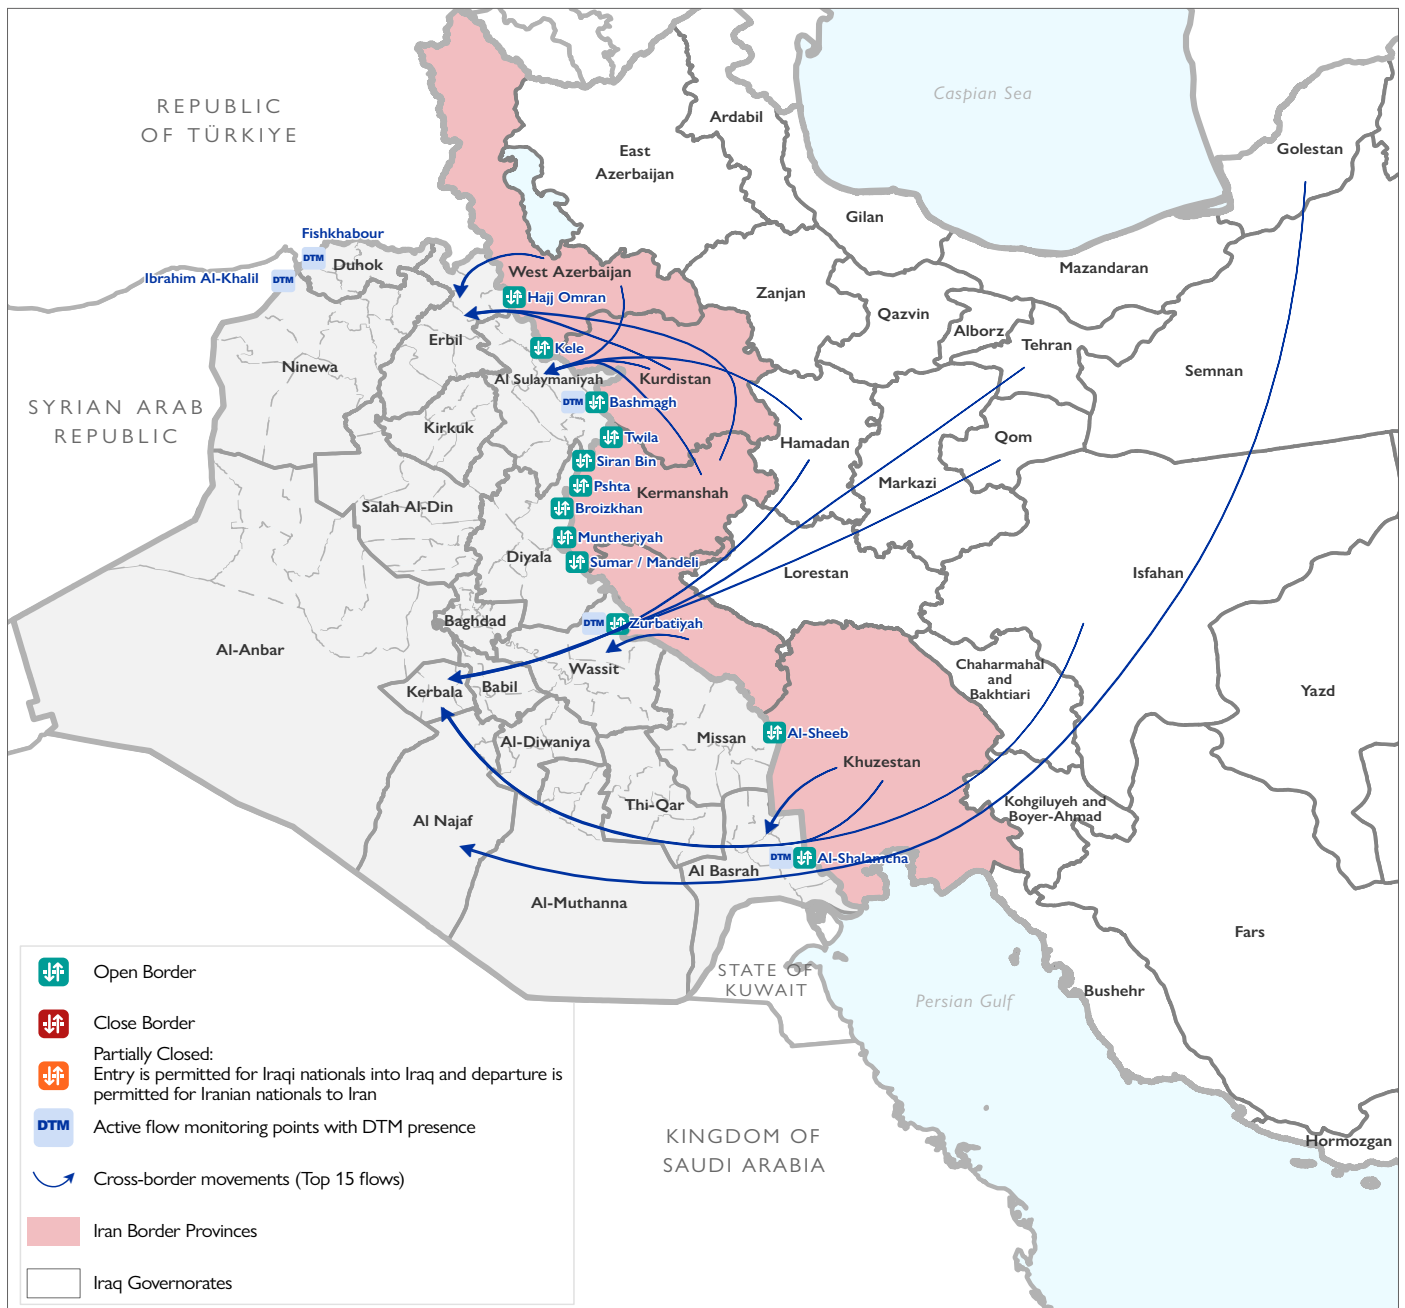 Caspian Sea
REPUBLIC
OF TÜRKIYE
Ardabil
East
Azerbaijan
Golestan
Gilan
Fishkhabour
DTM
Duhok
Ibrahim Al-Khalil
DTM
West Azerbaijan
Mazandaran
Hajj Omran
Zanjan
Qazvin
Alborz
Tehran
Erbil
Kele
Ninewa
Al Sulaymaniyah
Kurdistan
Semnan
SYRIAN ARAB
REPUBLIC
DTM
Bashmagh
Kirkuk
Twila
Hamadan
Qom
Siran Bin
Markazi
Pshta
Kermanshah
Salah Al-Din
Broizkhan
Muntheriyah
Diyala
Sumar / Mandeli
Lorestan
Isfahan
Baghdad
DTM
Zurbatiyah
Al-Anbar
Wassit
Chaharmahal
and
Bakhtiari
Kerbala
Babil
Yazd
Al-Diwaniya
Missan
Al-Sheeb
Khuzestan
Thi-Qar
Kohgiluyeh and
Boyer-Ahmad
Al Najaf
DTM
Al-Shalamcha
Al Basrah
Al-Muthanna
Fars
STATE OF
KUWAIT
Bushehr
Persian Gulf
KINGDOM OF
SAUDI ARABIA
Hormozgan
Open Border
Close Border
Partially Closed:
Entry is permitted for Iraqi nationals into Iraq and departure is
permitted for Iranian nationals to Iran
DTM
Active flow monitoring points with DTM presence
Cross-border movements (Top 15 flows)
Iran Border Provinces
Iraq Governorates